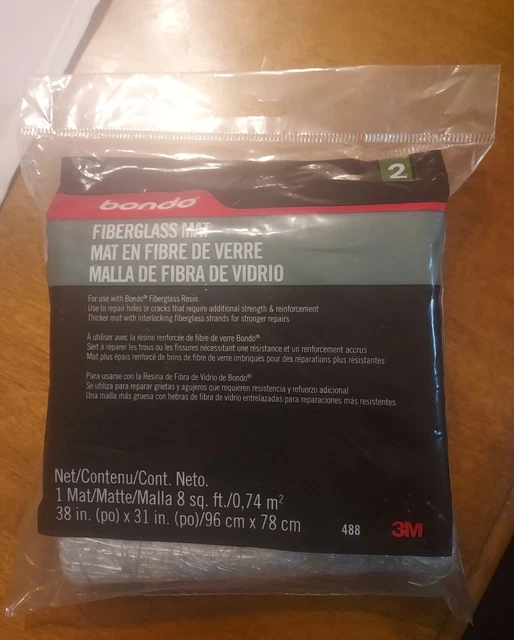 2
bondo®
FIBERGLASS MAT
MAT EN FIBRE DE VERRE
MALLA DE FIBRA DE VIDRIO
For use with Bondo® Fiberglass Resin
Use to repair holes or cracks that require additional strength & reinforcement
Thicker mat with interlocking fiberglass strands for stronger repairs
À utiliser avec la résine renforcée de fibre de verre Bondo®
Sert à réparer les trous ou les fissures nécessitant une résistance et un renforcement accrus
Mat plus épais renforcé de brins de fibre de verre imbriqués pour des réparations plus resistantes
Para usarse con la Resina de Fibra de Vidrio de Bondo®
Se utiliza para reparar grietas y agujeros que requieren resistencia y refuerzo adicional
Una malla más gruesa con hebras de fibra de vidrio entrelazadas para reparaciones más resistentes
Net/Contenu/Cont. Neto.
1 Mat/Matte/Malla 8 sq. ft./0,74 m²
38 in. (po) x 31 in. (po)/96 cm x 78 cm
488 3M